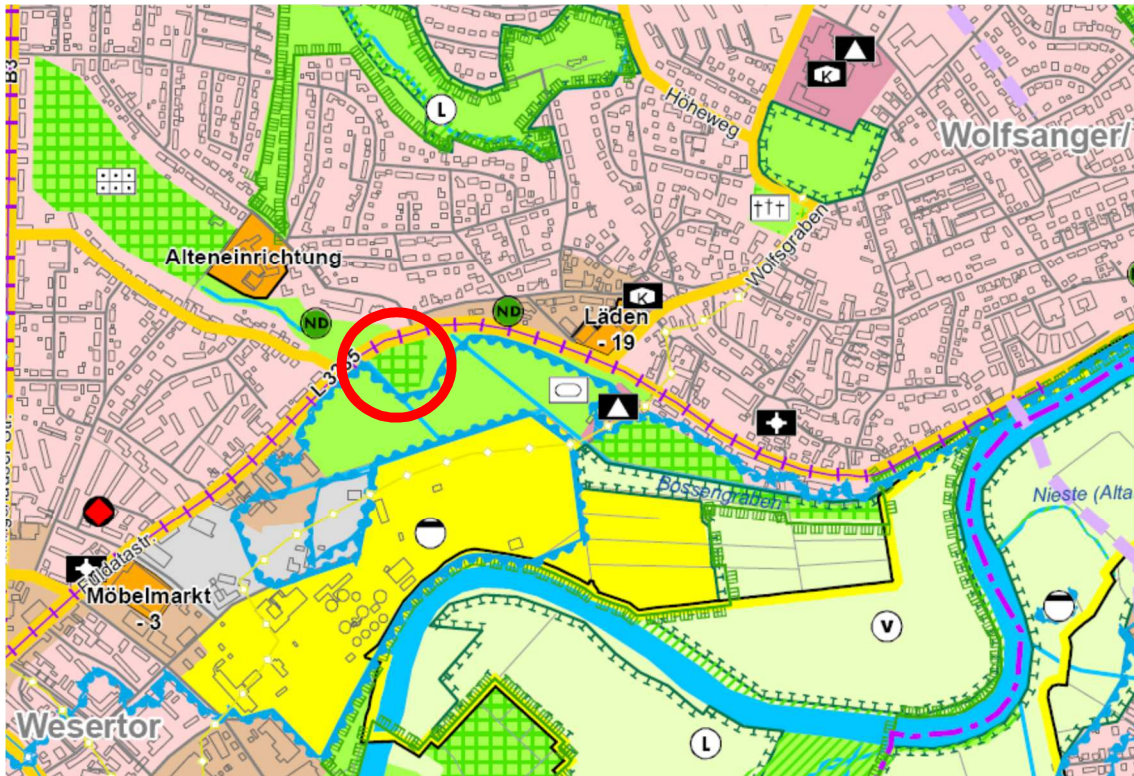 B3
L
Höheweg
K
Wolfsanger/
†††
Wolfsgraben
Alteneinrichtung
ND
ND
K
Läden
- 19
L 3235
Bossengraben
Nieste (Alta
Fuldatastr.
Möbelmarkt
- 3
V
L
Wesertor